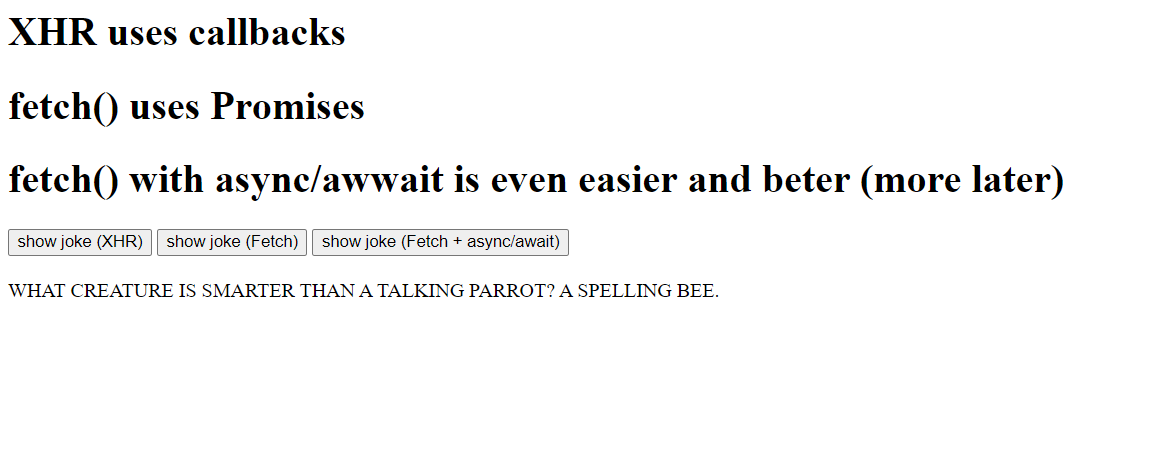 XHR uses callbacks
fetch() uses Promises
fetch() with async/awwait is even easier and beter (more later)
show joke (XHR) show joke (Fetch) show joke (Fetch + async/await)
WHAT CREATURE IS SMARTER THAN A TALKING PARROT? A SPELLING BEE.